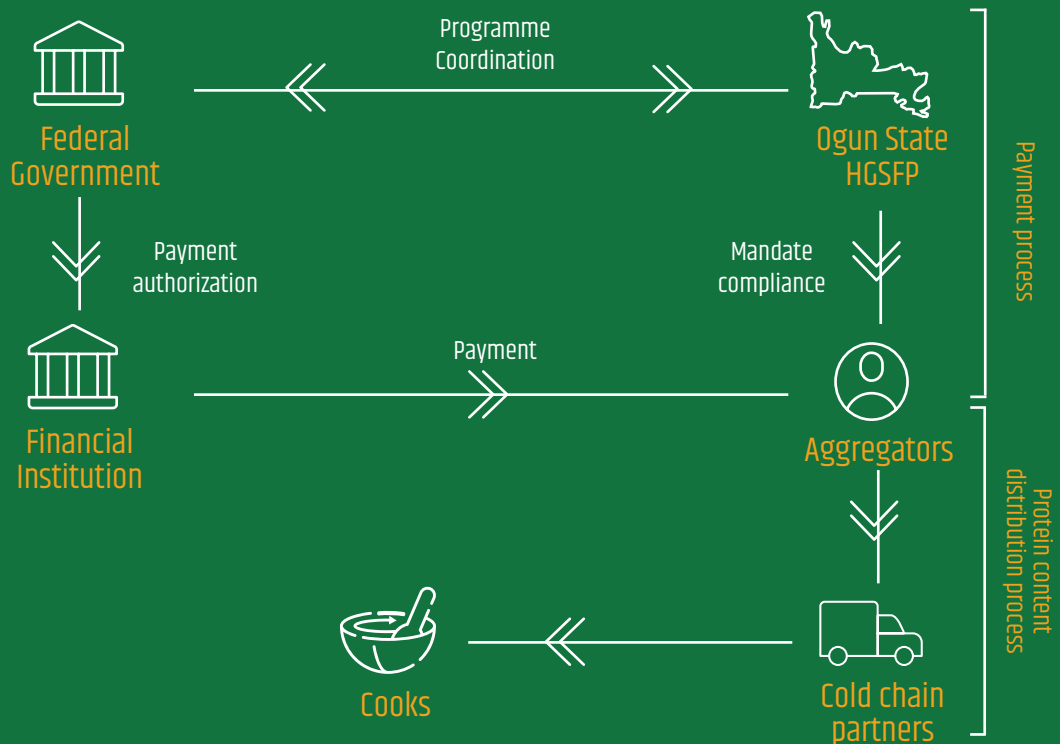 Programme
Coordination
Federal
Government
Ogun State
HGSFP
Payment process
Payment
authorization
Mandate
compliance
Payment
Financial
Institution
Aggregators
Protein content
distribution process
Cooks
Cold chain
partners